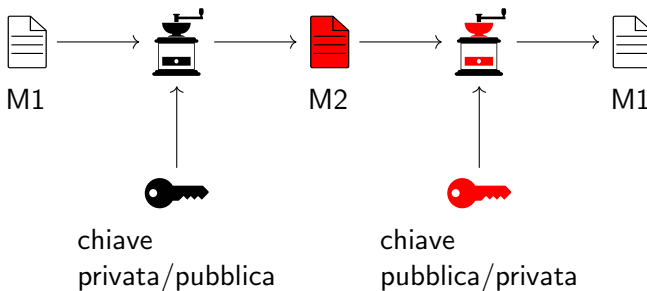 M1
M2
M1
chiave
privata/pubblica
chiave
pubblica/privata